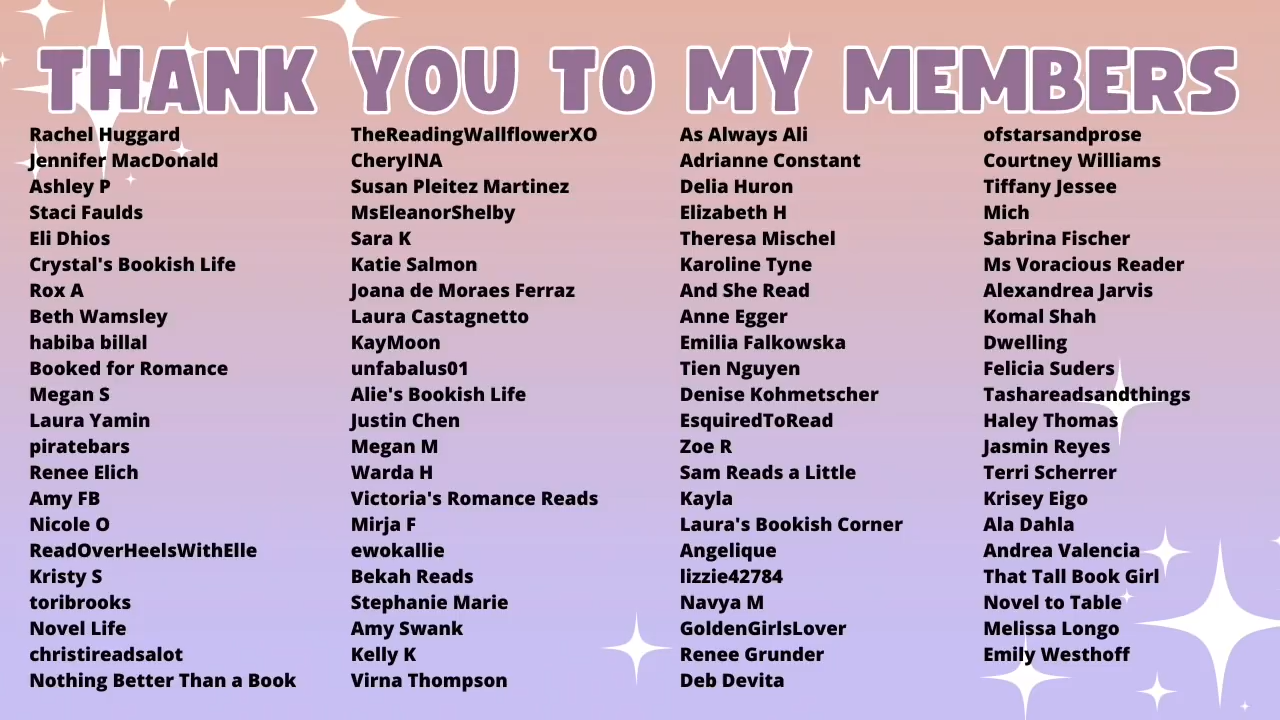 THANK YOU TO MY MEMBERS
Rachel Huggard
Jennifer MacDonald
Ashley P
Staci Faulds
Eli Dhios
Crystal's Bookish Life
Rox A
Beth Wamsley
habiba billal
Booked for Romance
Megan S
Laura Yamin
piratebars
Renee Elich
Amy FB
Nicole O
ReadOverHeelsWithElle
Kristy S
toribrooks
Novel Life
christireadsalot
Nothing Better Than a Book
TheReadingWallflowerXO
CheryINA
Susan Pleitez Martinez
MsEleanorShelby
Sara K
Katie Salmon
Joana de Moraes Ferraz
Laura Castagnetto
KayMoon
unfabalus01
Alie's Bookish Life
Justin Chen
Megan M
Warda H
Victoria's Romance Reads
Mirja F
ewokallie
Bekah Reads
Stephanie Marie
Amy Swank
Kelly K
Virna Thompson
As Always Ali
Adrianne Constant
Delia Huron
Elizabeth H
Theresa Mischel
Karoline Tyne
And She Read
Anne Egger
Emilia Falkowska
Tien Nguyen
Denise Kohmetscher
EsquiredToRead
Zoe R
Sam Reads a Little
Kayla
Laura's Bookish Corner
Angelique
lizzie42784
Navya M
GoldenGirlsLover
Renee Grunder
Deb Devita
ofstarsandprose
Courtney Williams
Tiffany Jessee
Mich
Sabrina Fischer
Ms Voracious Reader
Alexandrea Jarvis
Komal Shah
Dwelling
Felicia Suders
Tashareadsandthings
Haley Thomas
Jasmin Reyes
Terri Scherrer
Krisey Eigo
Ala Dahla
Andrea Valencia
That Tall Book Girl
Novel to Table
Melissa Longo
Emily Westhoff